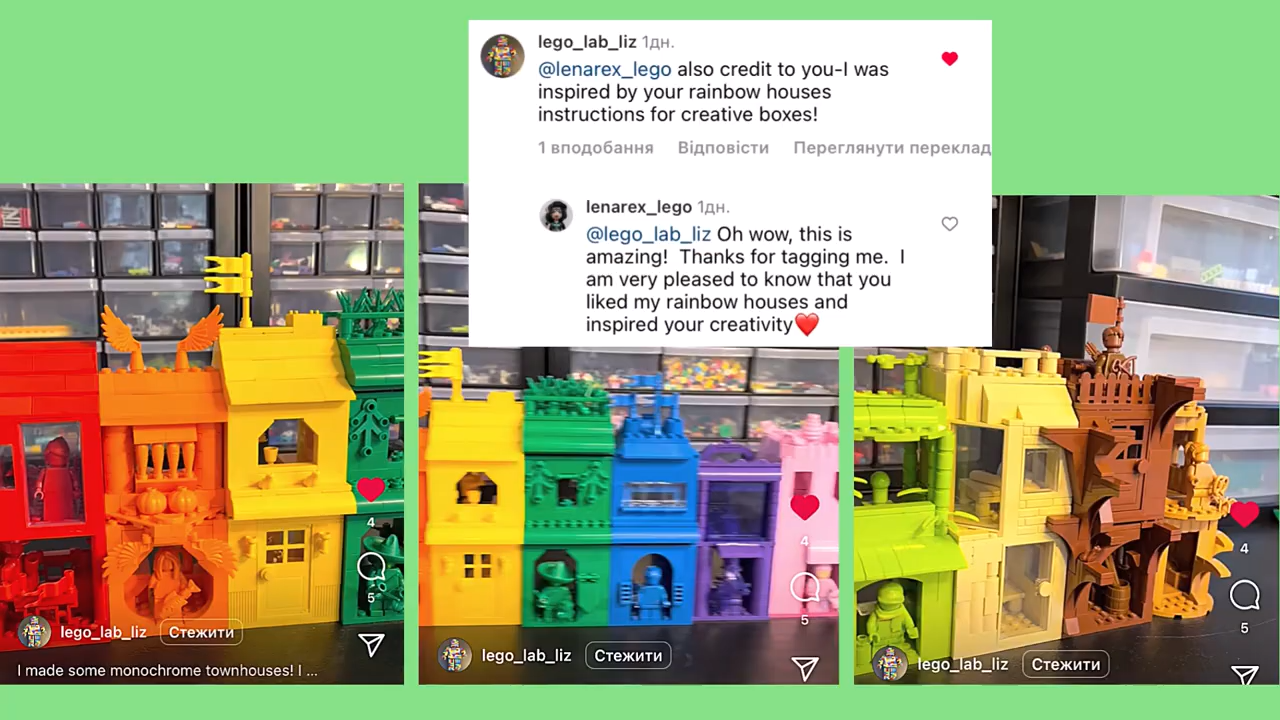 lego_lab_liz 1дн.
@lenarex_lego also credit to you-I was
inspired by your rainbow houses
instructions for creative boxes!
1 вподобання Відповісти Переглянути переклад
lenarex_lego 1дн.
@lego_lab_liz Oh wow, this is
amazing! Thanks for tagging me. I
am very pleased to know that you
liked my rainbow houses and
inspired your creativity
4
5
lego_lab_liz Стежити
I made some monochrome townhouses! I ...
4
5
lego_lab_liz Стежити
4
5
lego_lab_liz Стежити